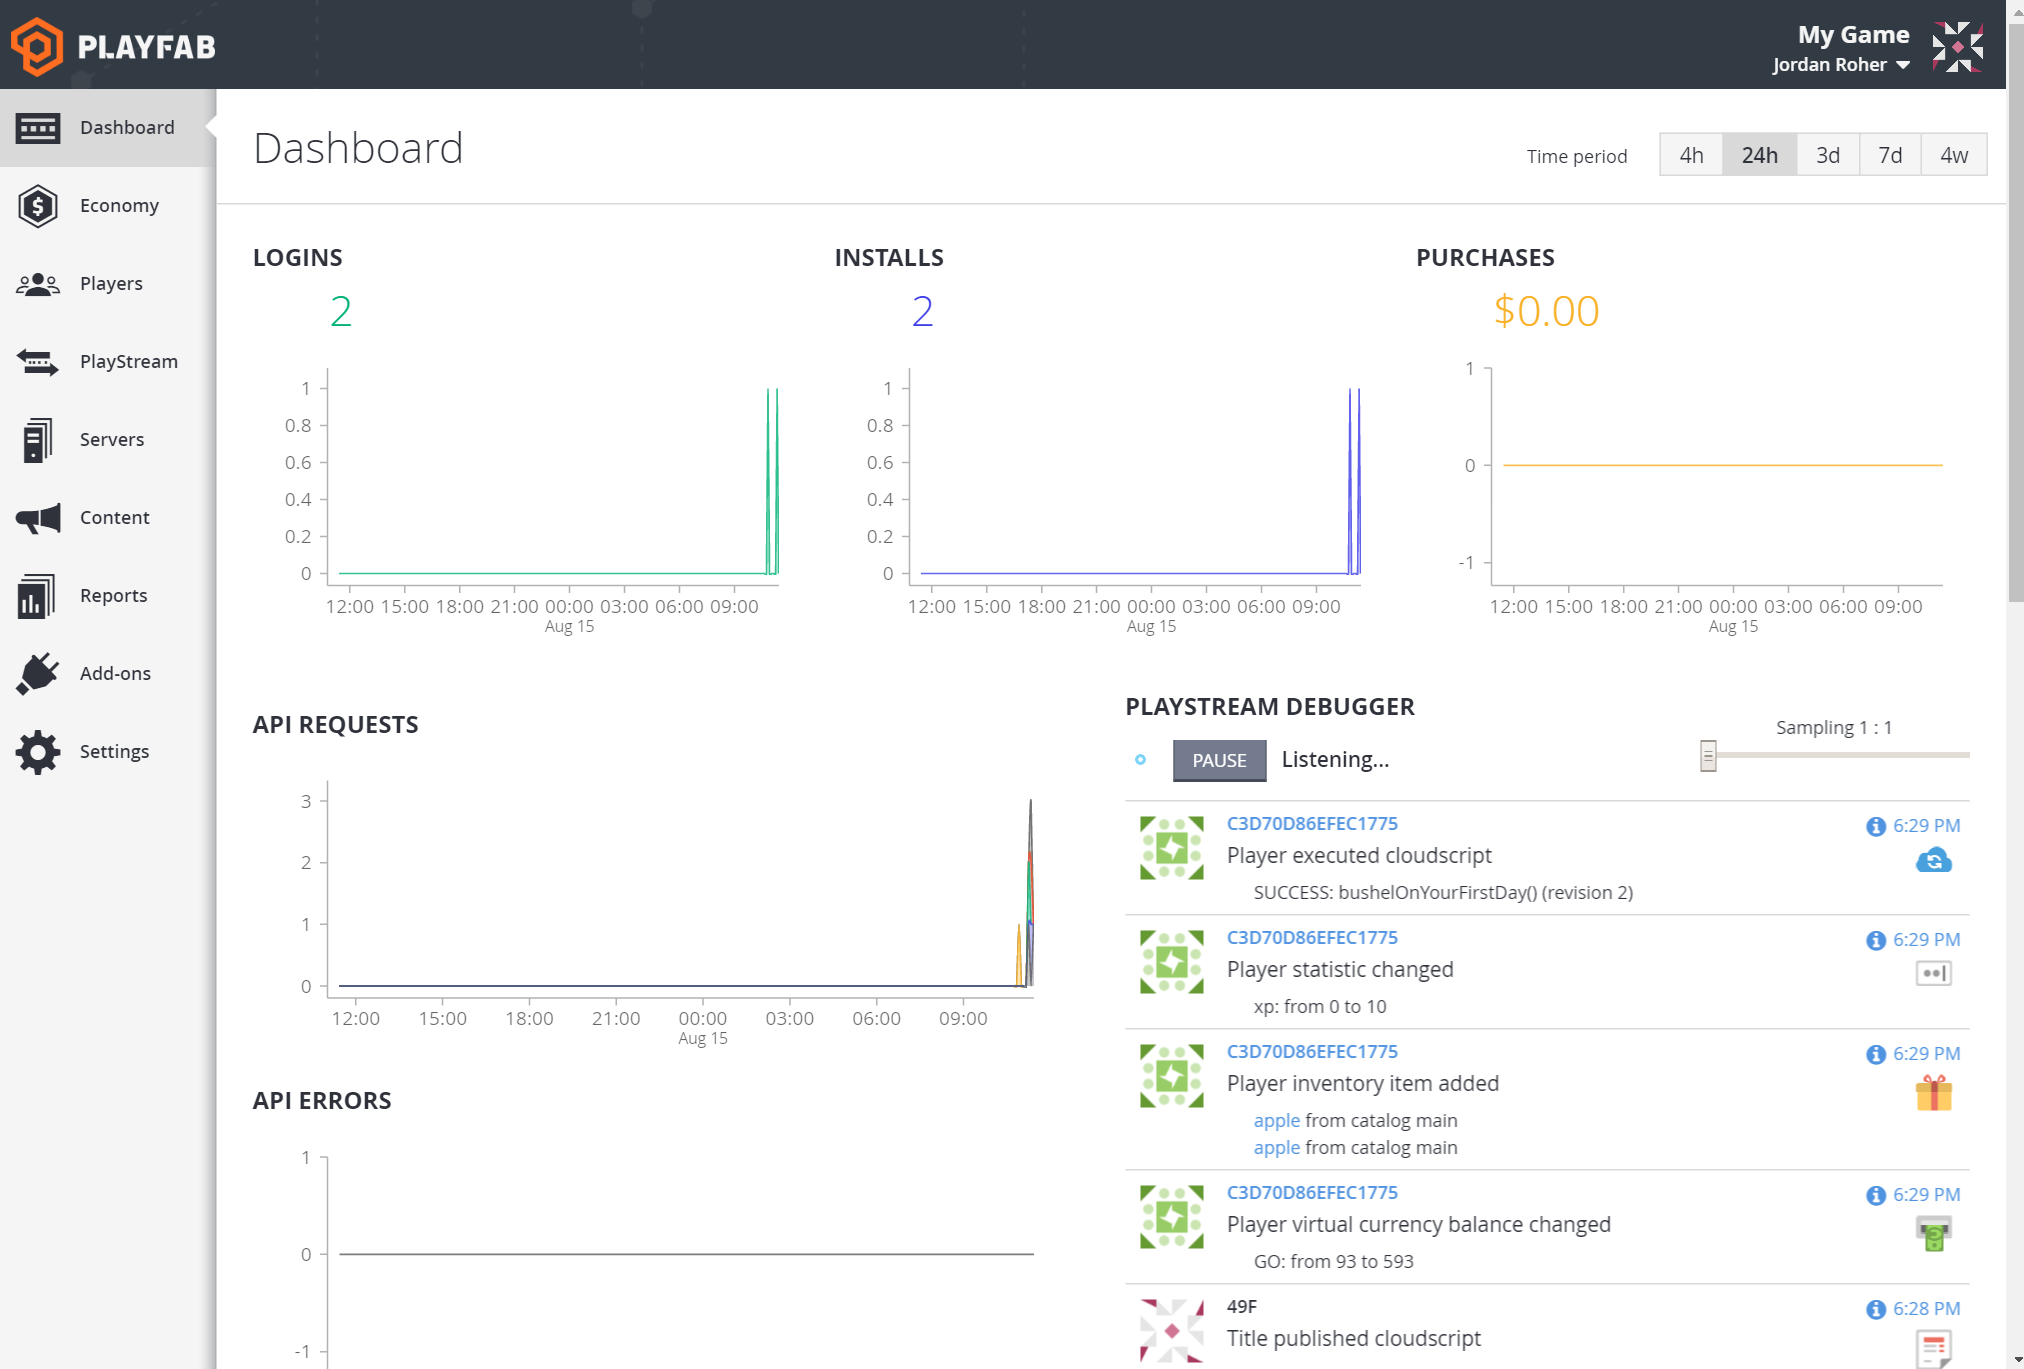 PLAYFAB
My Game
Jordan Roher
Dashboard
Economy
Players
PlayStream
Servers
Content
Reports
Add-ons
Settings
Dashboard
Time period
4h 24h 3d 7d 4w
LOGINS
2
1
0.8
0.6
0.4
0.2
0
12:00 15:00 18:00 21:00 00:00 03:00 06:00 09:00
Aug 15
INSTALLS
2
1
0.8
0.6
0.4
0.2
0
12:00 15:00 18:00 21:00 00:00 03:00 06:00 09:00
Aug 15
PURCHASES
$0.00
1
0
-1
12:00 15:00 18:00 21:00 00:00 03:00 06:00 09:00
Aug 15
API REQUESTS
3
2
1
0
12:00 15:00 18:00 21:00 00:00 03:00 06:00 09:00
Aug 15
API ERRORS
1
0
-1
PLAYSTREAM DEBUGGER
Sampling 1 : 1
PAUSE Listening...
C3D70D86EFEC1775 6:29 PM
Player executed cloudscript
SUCCESS: bushelOnYourFirstDay() (revision 2)
C3D70D86EFEC1775 6:29 PM
Player statistic changed
xp: from 0 to 10
C3D70D86EFEC1775 6:29 PM
Player inventory item added
apple from catalog main
apple from catalog main
C3D70D86EFEC1775 6:29 PM
Player virtual currency balance changed
GO: from 93 to 593
49F 6:28 PM
Title published cloudscript